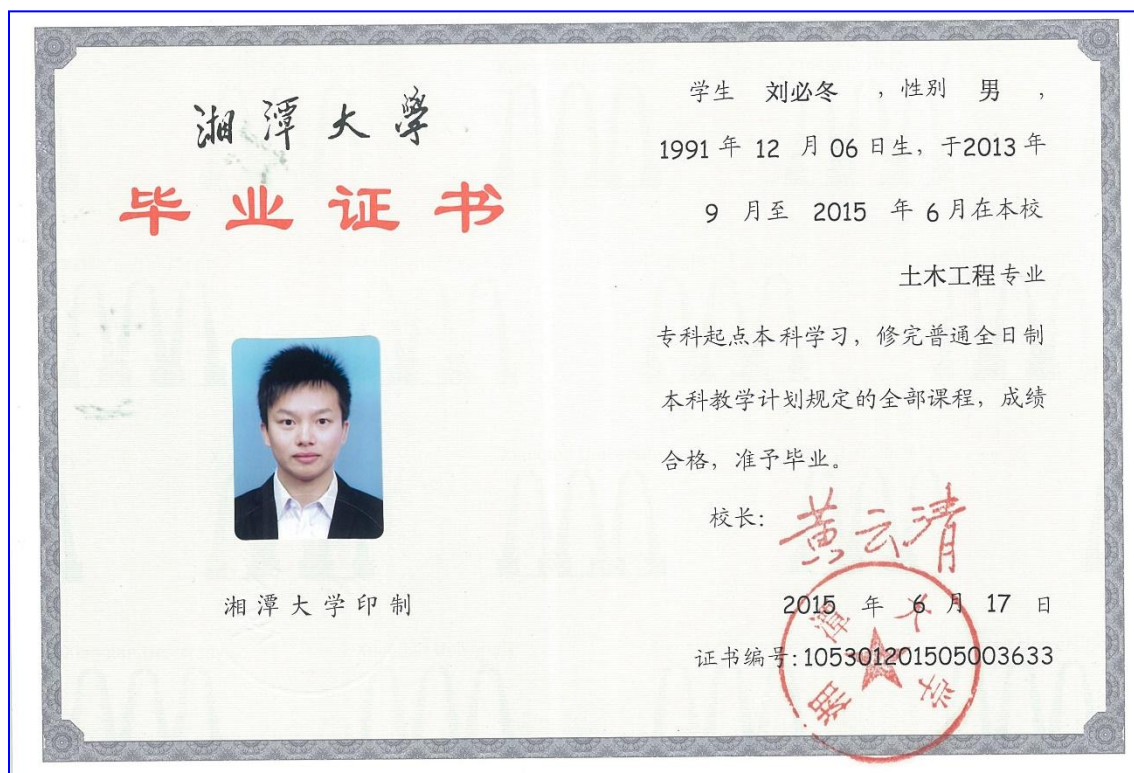 湘潭大学
毕业证书
湘潭大学印制
学生 刘必冬 ，性别 男 ，
1991 年 12 月 06 日生，于2013 年
9 月至 2015 年 6 月在本校
土木工程专业
专科起点本科学习，修完普通全日制
本科教学计划规定的全部课程，成绩
合格，准予毕业。
校长：黄云清
2015 年 6 月 17 日
证书编号：105301201505003633
湘潭大学